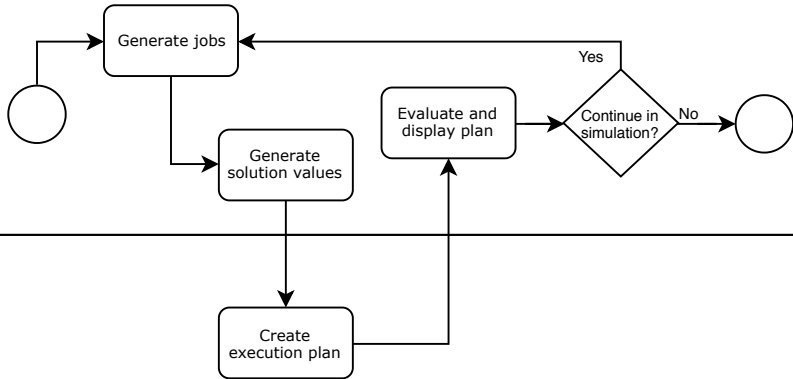 Generate jobs
Yes
Evaluate and
display plan
Continue in
simulation?
No
Generate
solution values
Create
execution plan